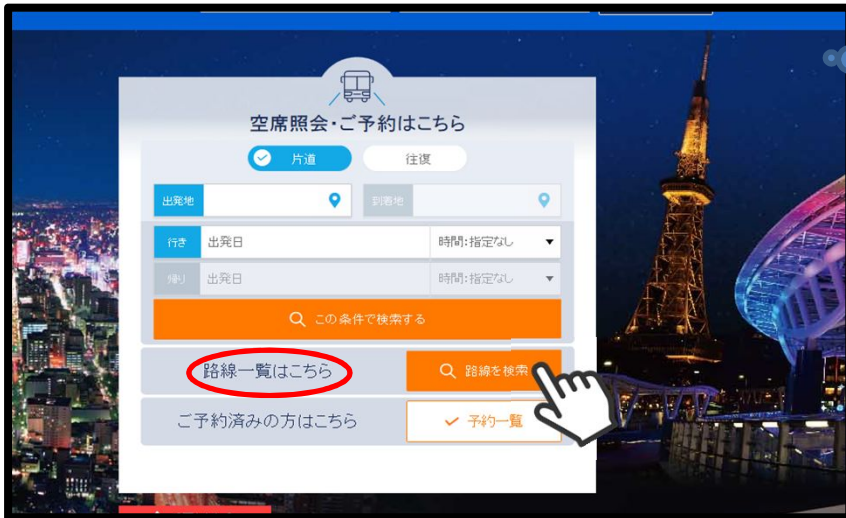 空席照会・ご予約はこちら
片道 往復
出発地 到着地
行き 出発日 時間:指定なし
帰り 出発日 時間:指定なし
この条件で検索する
路線一覧はこちら 路線を検索
ご予約済みの方はこちら 予約一覧